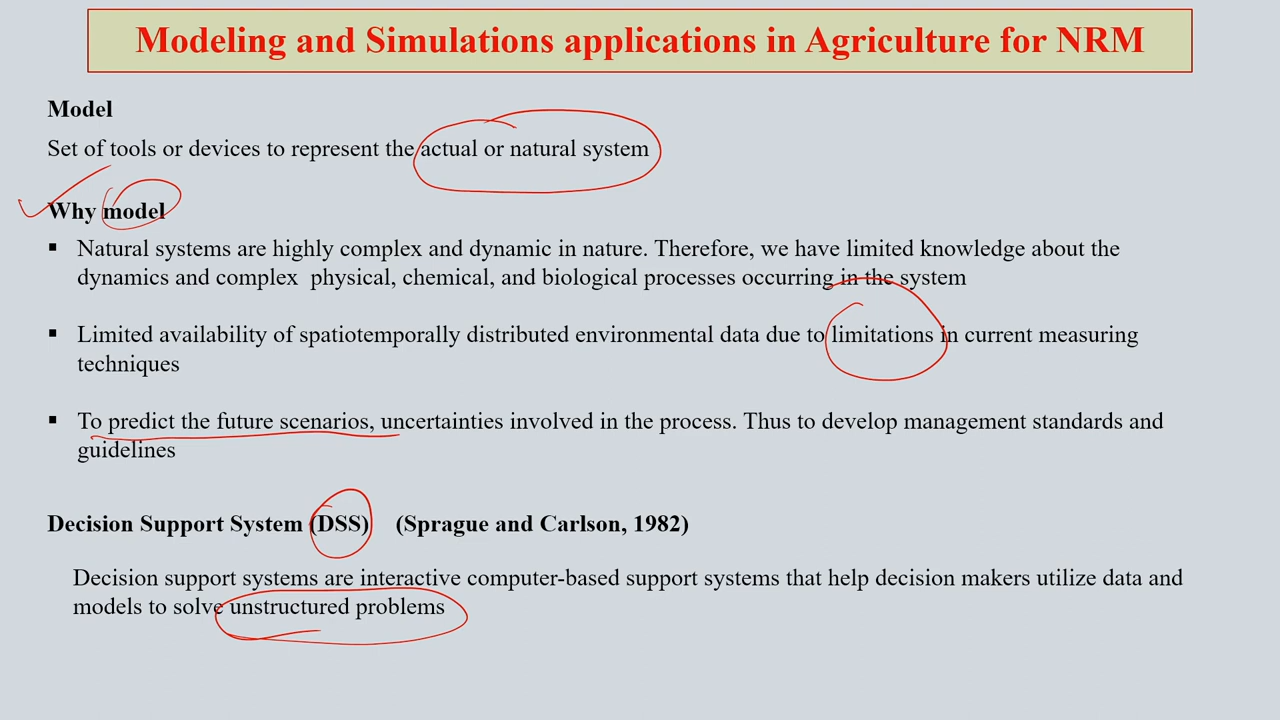 Modeling and Simulations applications in Agriculture for NRM
Model
Set of tools or devices to represent the actual or natural system
Why model
▪ Natural systems are highly complex and dynamic in nature. Therefore, we have limited knowledge about the
dynamics and complex physical, chemical, and biological processes occurring in the system
▪ Limited availability of spatiotemporally distributed environmental data due to limitations in current measuring
techniques
▪ To predict the future scenarios, uncertainties involved in the process. Thus to develop management standards and
guidelines
Decision Support System (DSS) (Sprague and Carlson, 1982)
Decision support systems are interactive computer-based support systems that help decision makers utilize data and
models to solve unstructured problems